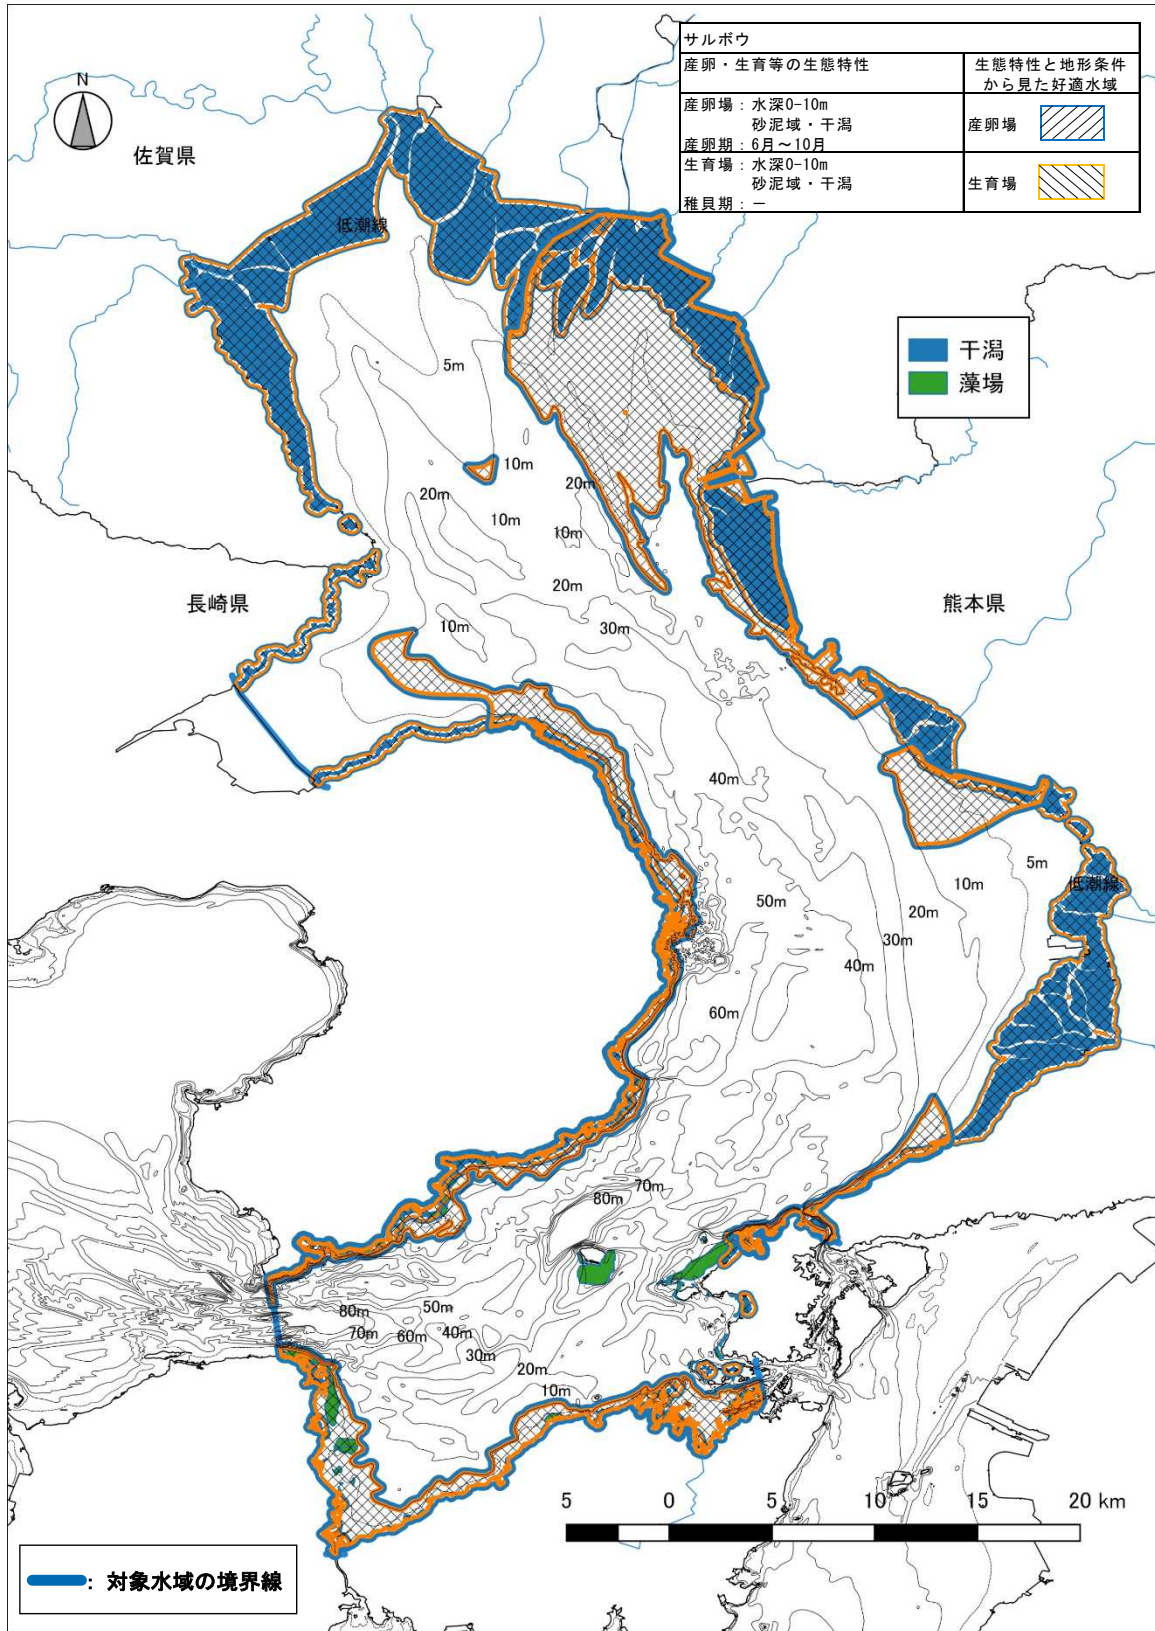 サルボウ
産卵・生育等の生態特性
生態特性と地形条件
から見た好適水域
産卵場：水深0-10m
砂泥域・干潟
産卵期：6月～10月
産卵場
生育場：水深0-10m
砂泥域・干潟
稚貝期：－
生育場
N
佐賀県
低潮線
干潟
藻場
5m
10m
20m
20m
10m
10m
20m
長崎県
熊本県
10m
30m
40m
5m
10m
低潮線
50m
20m
30m
40m
60m
70m
80m
80m
50m
70m
60m
40m
30m
20m
10m
5
0
5
10
15
20 km
：対象水域の境界線